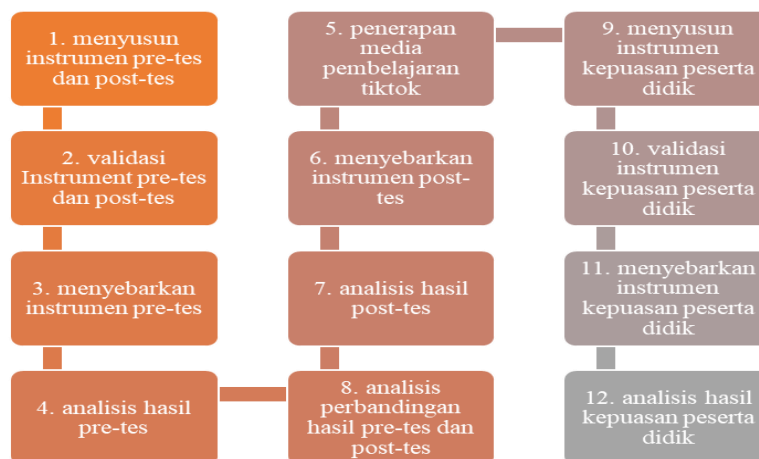 1. menyusun
instrumen pre-tes
dan post-tes
2. validasi
Instrument pre-tes
dan post-tes
3. menyebarkan
instrumen pre-tes
4. analisis hasil
pre-tes
5. penerapan
media
pembelajaran
tiktok
6. menyebarkan
instrumen post-
tes
7. analisis hasil
post-tes
8. analisis
perbandingan
hasil pre-tes dan
post-tes
9. menyusun
instrumen
kepuasan peserta
didik
10. validasi
instrumen
kepuasan peserta
didik
11. menyebarkan
instrumen
kepuasan peserta
didik
12. analisis hasil
kepuasan peserta
didik